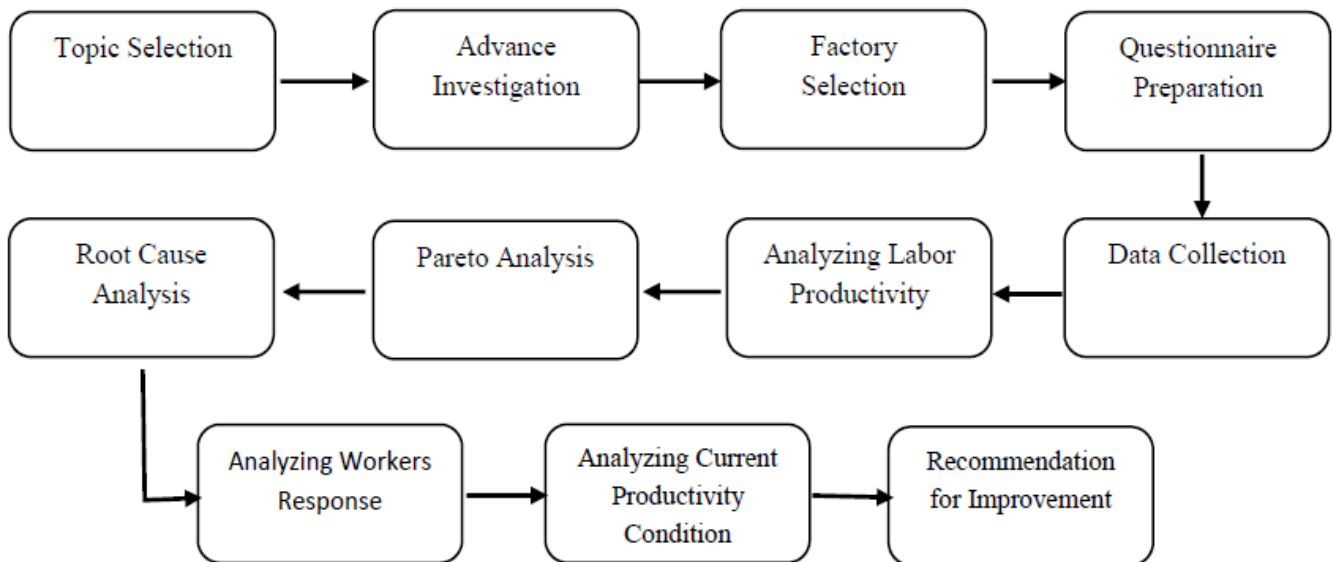 Topic Selection
Advance
Investigation
Factory
Selection
Questionnaire
Preparation
Data Collection
Analyzing Labor
Productivity
Pareto Analysis
Root Cause
Analysis
Analyzing Workers
Response
Analyzing Current
Productivity
Condition
Recommendation
for Improvement